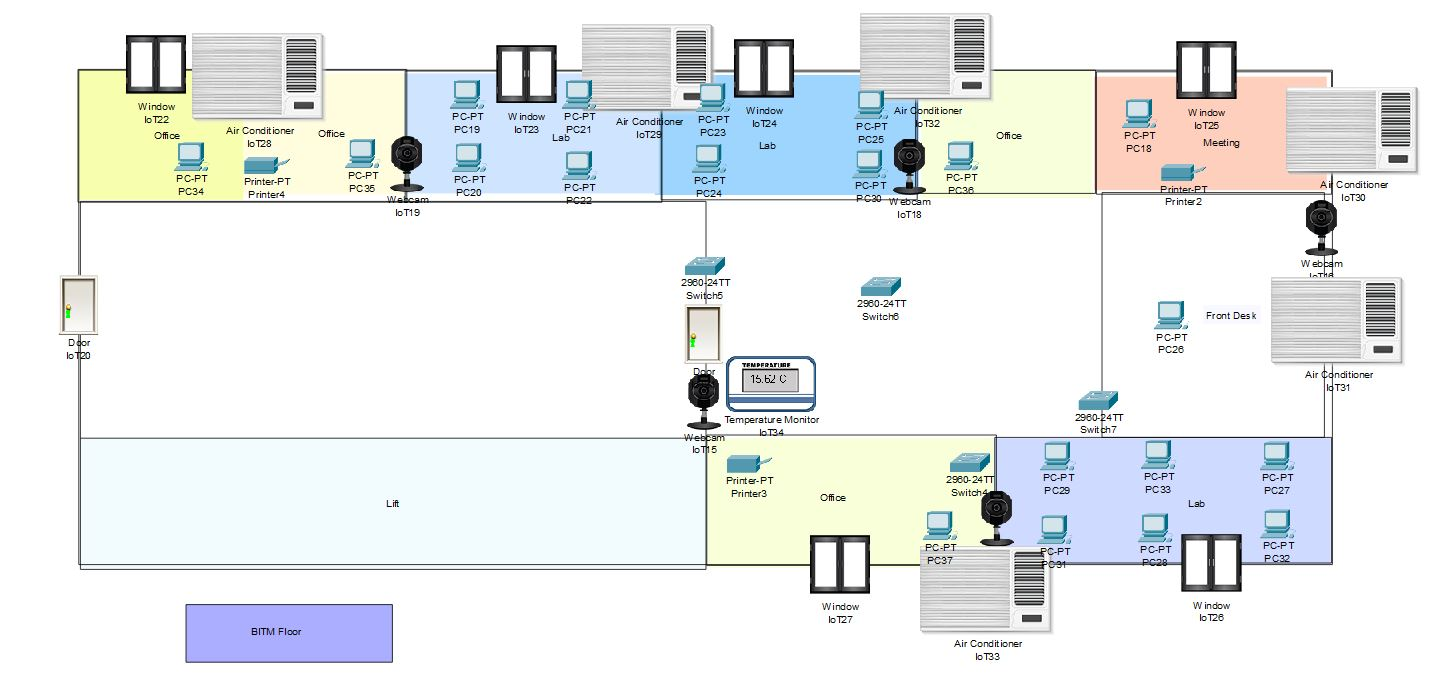 Window
IoT22
Office
Air Conditioner
IoT28
Office
PC-PT
PC34
Printer-PT
Printer4
PC-PT
PC35
Webcam
IoT19
PC-PT
PC19
PC-PT
PC20
Window
IoT23
PC-PT
PC21
Lab
PC-PT
PC22
Air Conditioner
IoT29
PC-PT
PC23
PC-PT
PC24
Window
IoT24
Lab
PC-PT
PC25
PC-PT
PC30
Air Conditioner
IoT32
Webcam
IoT18
PC-PT
PC36
Office
PC-PT
PC18
Window
IoT25
Meeting
Printer-PT
Printer2
Air Conditioner
IoT30
Webcam
Door
IoT20
2960-24TT
Switch5
2960-24TT
Switch6
PC-PT
PC26
Front Desk
Air Conditioner
IoT31
Door
TEMPERATURE
15.62 C
Temperature Monitor
IoT34
Webcam
IoT15
2960-24TT
Switch7
Lift
Printer-PT
Printer3
Office
2960-24TT
Switch4
PC-PT
PC37
PC-PT
PC29
PC-PT
PC33
PC-PT
PC27
Lab
PC-PT
PC31
PC-PT
PC28
PC-PT
PC32
Window
IoT27
Window
IoT26
Air Conditioner
IoT33
BITM Floor